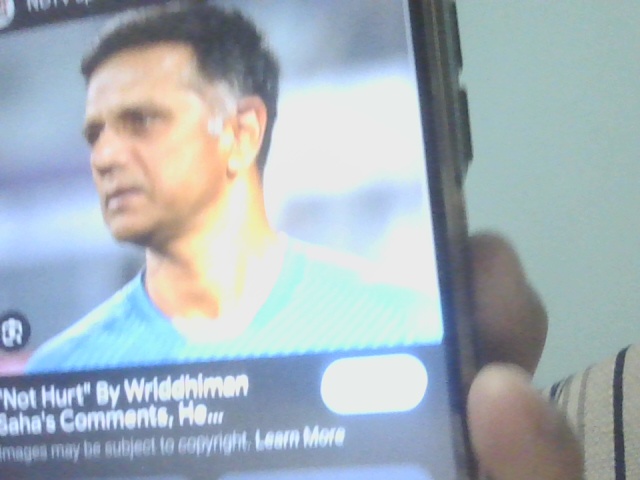 "Not Hurt" By Wriddhiman
Saha's Comments, He...
Images may be subject to copyright. Learn More